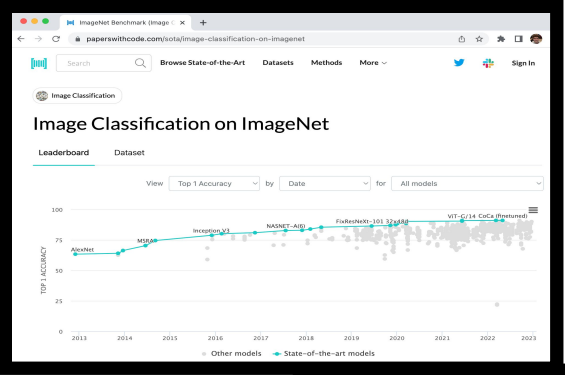 ImageNet Benchmark (Image C
paperswithcode.com/sota/image-classification-on-imagenet
Search
Browse State-of-the-Art Datasets Methods More
Sign In
Image Classification
Image Classification on ImageNet
Leaderboard Dataset
View Top 1 Accuracy by Date for All models
TOP 1 ACCURACY
100
75
50
25
0
AlexNet
MSRA
Inception V3
NASNET-A(6)
FixResNeXt-101 32x48d
ViT-G/14
CoCa (finetuned)
2013 2014 2015 2016 2017 2018 2019 2020 2021 2022 2023
Other models State-of-the-art models